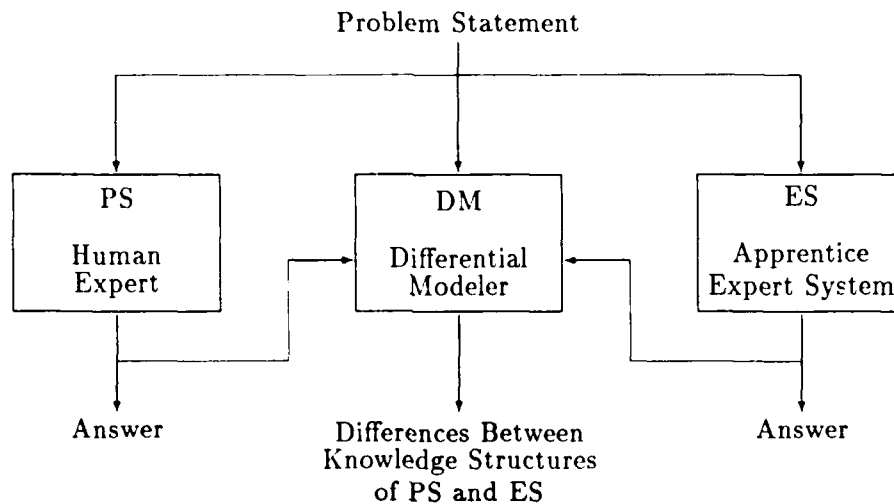 Problem Statement
PS
Human
Expert
DM
Differential
Modeler
ES
Apprentice
Expert System
Answer
Differences Between
Knowledge Structures
of PS and ES
Answer